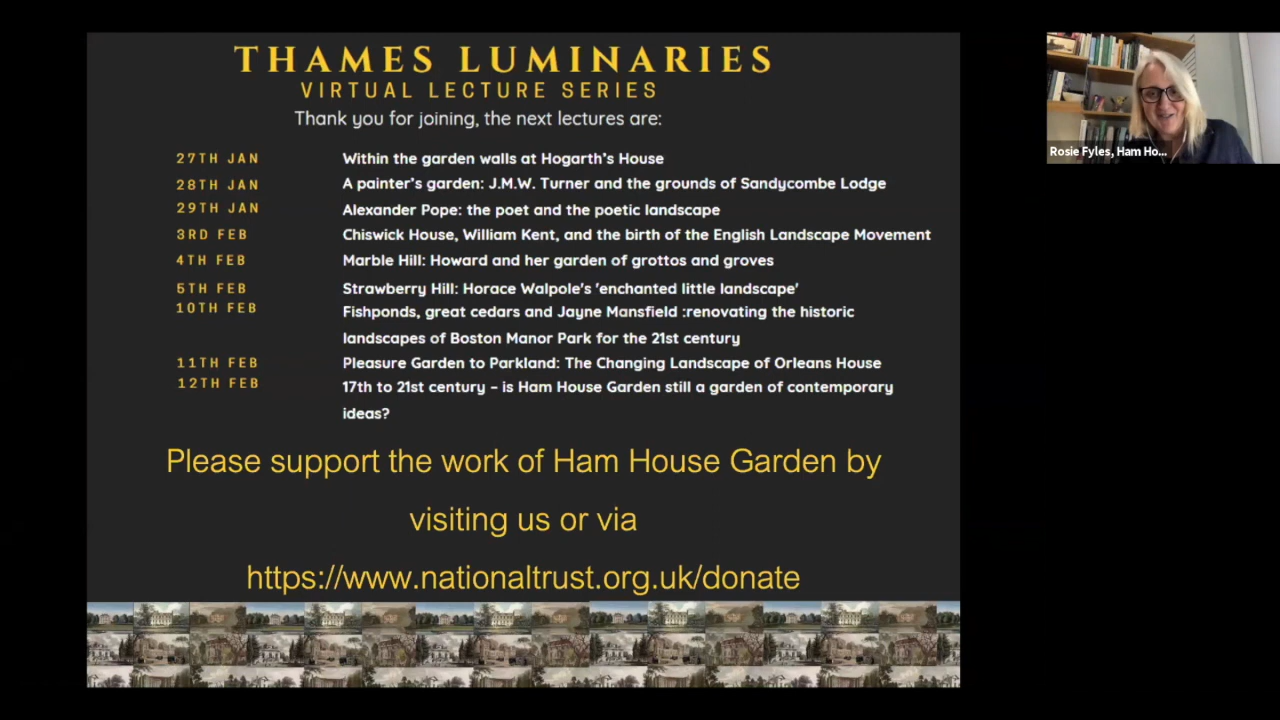 THAMES LUMINARIES
VIRTUAL LECTURE SERIES
Thank you for joining, the next lectures are:
27TH JAN Within the garden walls at Hogarth's House
28TH JAN A painter's garden: J.M.W. Turner and the grounds of Sandycombe Lodge
29TH JAN Alexander Pope: the poet and the poetic landscape
3RD FEB Chiswick House, William Kent, and the birth of the English Landscape Movement
4TH FEB Marble Hill: Howard and her garden of grottos and groves
5TH FEB Strawberry Hill: Horace Walpole's 'enchanted little landscape'
10TH FEB Fishponds, great cedars and Jayne Mansfield :renovating the historic
landscapes of Boston Manor Park for the 21st century
11TH FEB Pleasure Garden to Parkland: The Changing Landscape of Orleans House
12TH FEB 17th to 21st century – is Ham House Garden still a garden of contemporary
ideas?
Please support the work of Ham House Garden by
visiting us or via
https://www.nationaltrust.org.uk/donate
Rosie Fyles, Ham Ho...